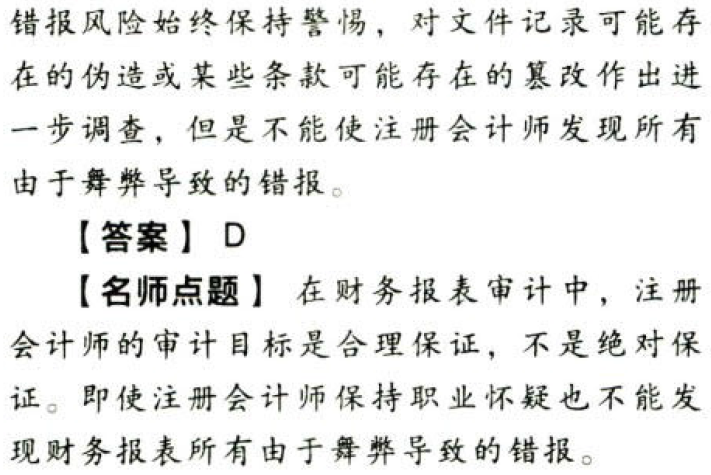 错报风险始终保持警惕，对文件记录可能存
在的伪造或某些条款可能存在的篡改作出进
一步调查，但是不能使注册会计师发现所有
由于舞弊导致的错报。
【答案】 D
【名师点题】 在财务报表审计中，注册
会计师的审计目标是合理保证，不是绝对保
证。即使注册会计师保持职业怀疑也不能发
现财务报表所有由于舞弊导致的错报。